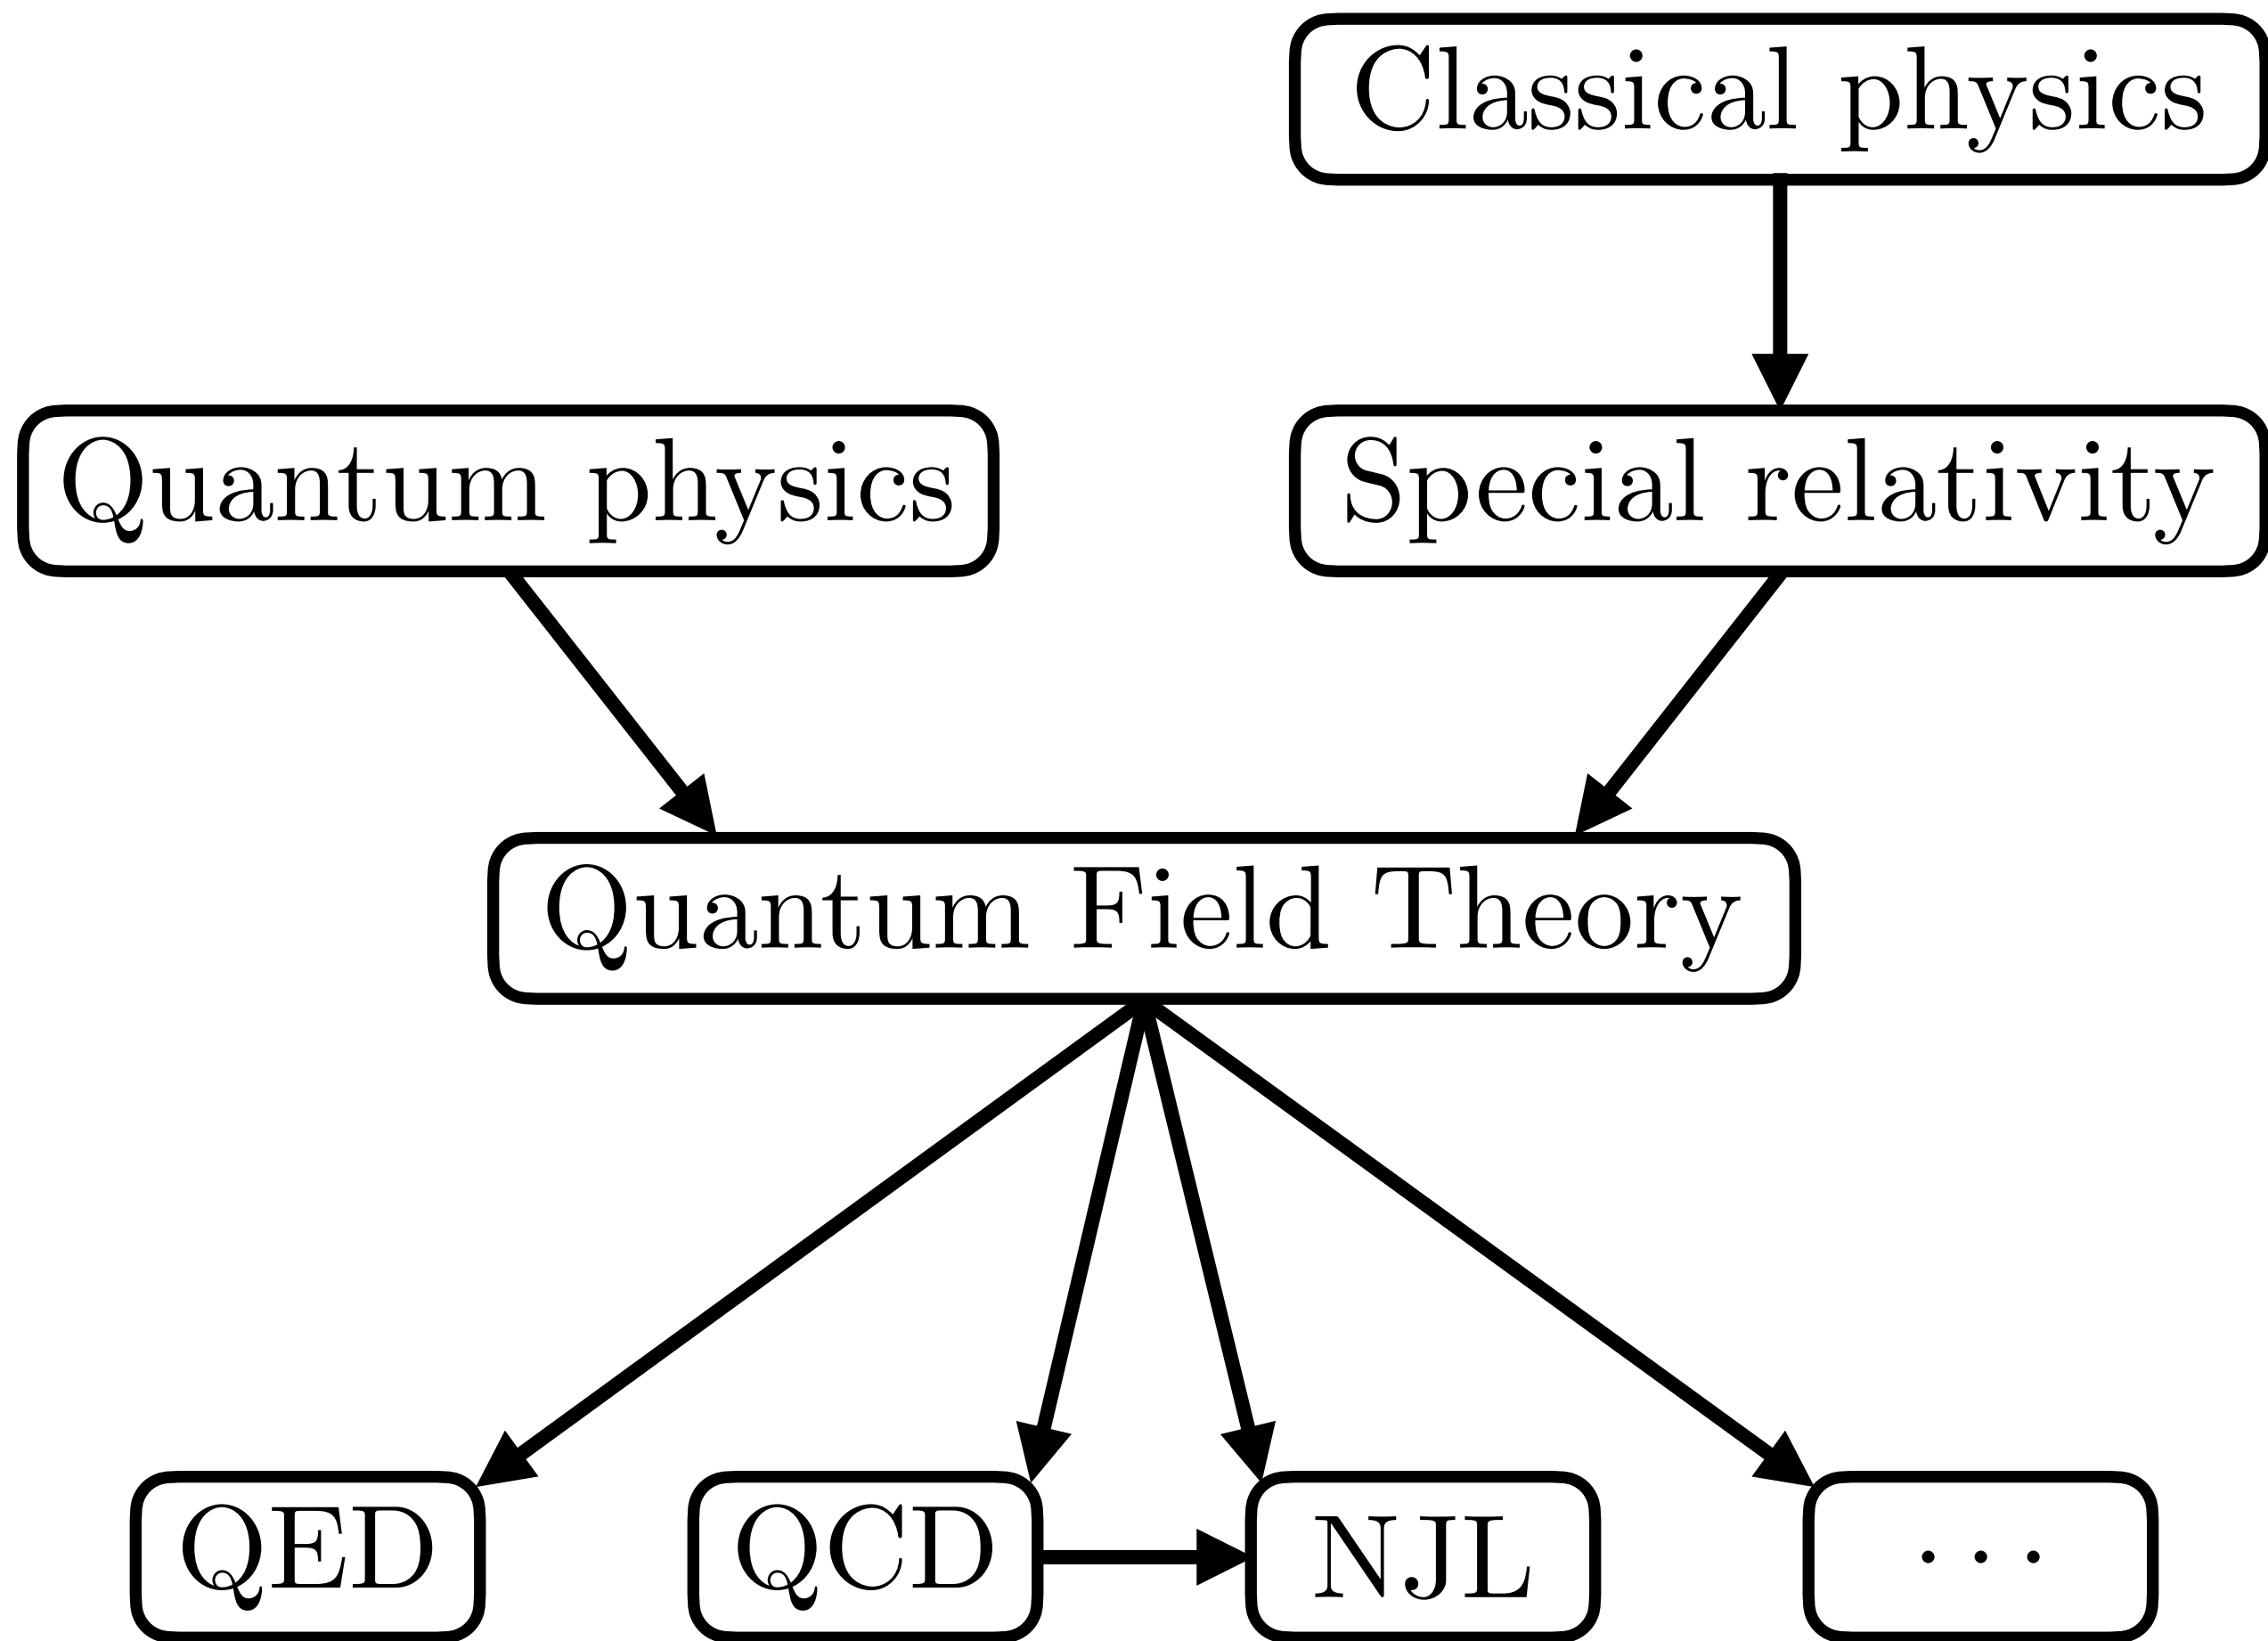 Classical physics
Quantum physics
Special relativity
Quantum Field Theory
QED
QCD
NJL
...